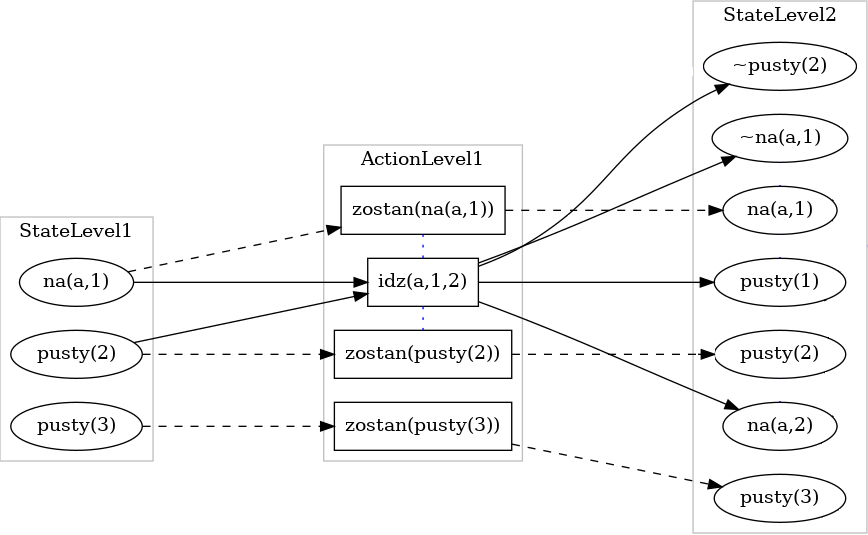 StateLevel1
na(a,1)
pusty(2)
pusty(3)
ActionLevel1
zostan(na(a,1))
idz(a,1,2)
zostan(pusty(2))
zostan(pusty(3))
StateLevel2
~pusty(2)
~na(a,1)
na(a,1)
pusty(1)
pusty(2)
na(a,2)
pusty(3)